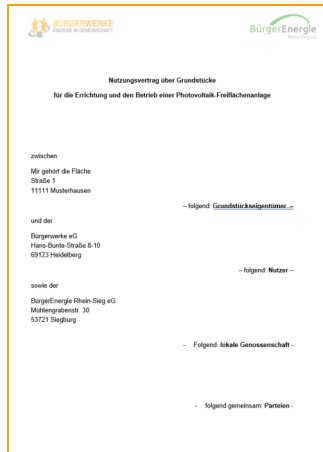 BÜRGERWERKE
ENERGIE IN GEMEINSCHAFT
BürgerEnergie
Rhein-Sieg eG
Nutzungsvertrag über Grundstücke
für die Errichtung und den Betrieb einer Photovoltaik-Freiflächenanlage
zwischen
Mir gehört die Fläche
Straße 1
11111 Musterhausen
– folgend: Grundstückseigentümer –
und der
Bürgerwerke eG
Hans-Bunte-Straße 8-10
69123 Heidelberg
– folgend: Nutzer –
sowie der
BürgerEnergie Rhein-Sieg eG
Mühlengrabenstr. 30
53721 Siegburg
- Folgend: lokale Genossenschaft -
- folgend gemeinsam: Parteien -